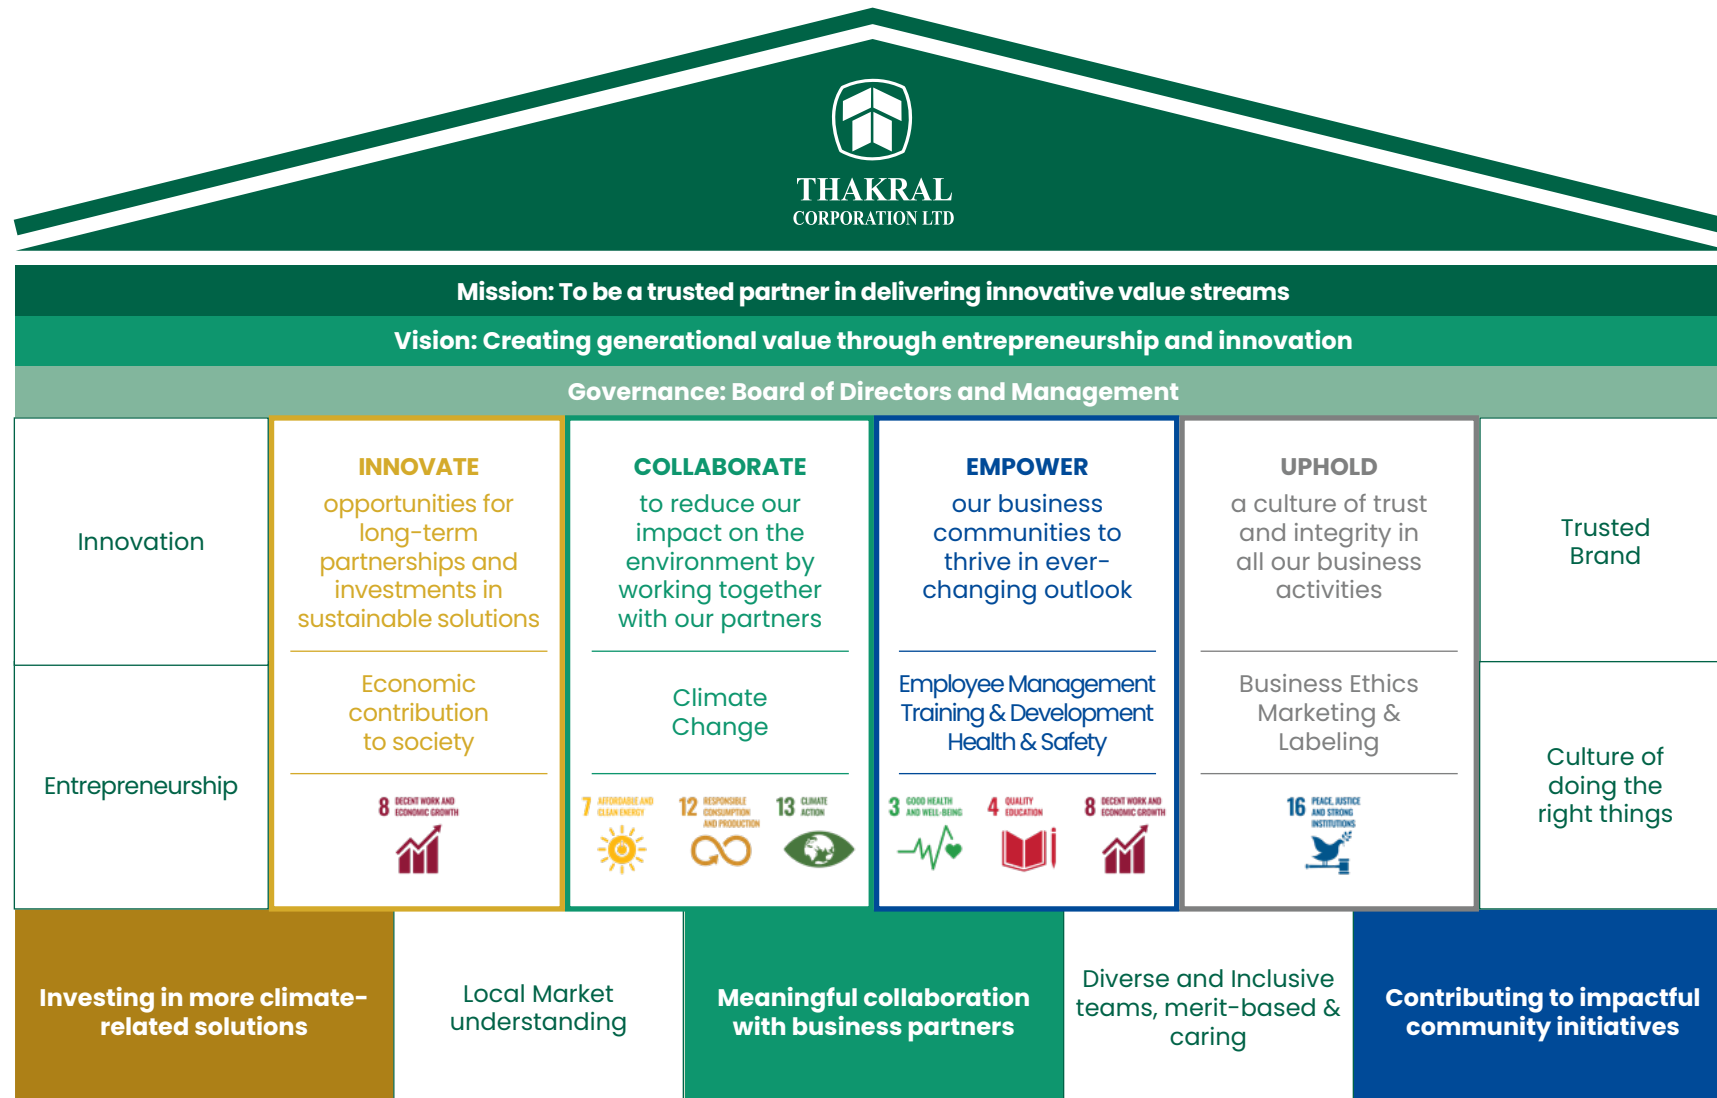 THAKRAL
CORPORATION LTD
Mission: To be a trusted partner in delivering innovative value streams
Vision: Creating generational value through entrepreneurship and innovation
Governance: Board of Directors and Management
Innovation
Entrepreneurship
INNOVATE
opportunities for
long-term
partnerships and
investments in
sustainable solutions
Economic
contribution
to society
8 DECENT WORK AND
ECONOMIC GROWTH
COLLABORATE
to reduce our
impact on the
environment by
working together
with our partners
Climate
Change
7 AFFORDABLE AND
CLEAN ENERGY
12 RESPONSIBLE
CONSUMPTION
AND PRODUCTION
13 CLIMATE
ACTION
EMPOWER
our business
communities to
thrive in ever-
changing outlook
Employee Management
Training & Development
Health & Safety
3 GOOD HEALTH
AND WELL-BEING
4 QUALITY
EDUCATION
8 DECENT WORK AND
ECONOMIC GROWTH
UPHOLD
a culture of trust
and integrity in
all our business
activities
Business Ethics
Marketing &
Labeling
16 PEACE, JUSTICE
AND STRONG
INSTITUTIONS
Trusted
Brand
Culture of
doing the
right things
Investing in more climate-
related solutions
Local Market
understanding
Meaningful collaboration
with business partners
Diverse and Inclusive
teams, merit-based &
caring
Contributing to impactful
community initiatives